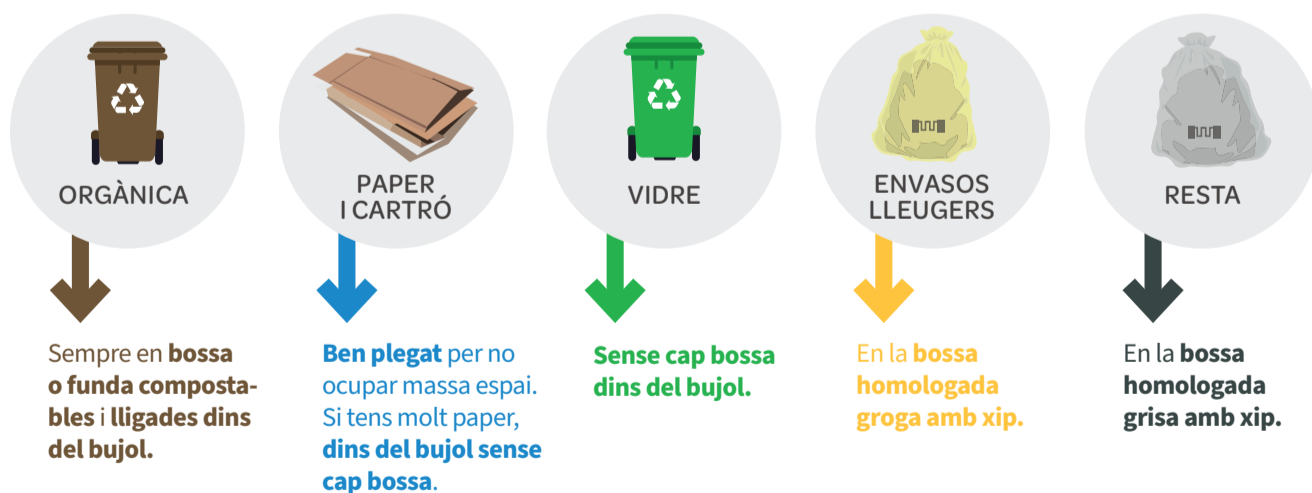 ORGÀNICA
Sempre en bossa
o funda composta-
bles i lligades dins
del bujol.
PAPER
I CARTRÓ
Ben plegat per no
ocupar massa espai.
Si tens molt paper,
dins del bujol sense
cap bossa.
VIDRE
Sense cap bossa
dins del bujol.
ENVASOS
LLEUGERS
En la bossa
homologada
groga amb xip.
RESTA
En la bossa
homologada
grisa amb xip.